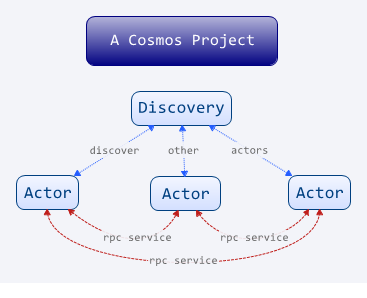 A Cosmos Project
Discovery
discover other actors
Actor Actor Actor
rpc service rpc service
rpc service